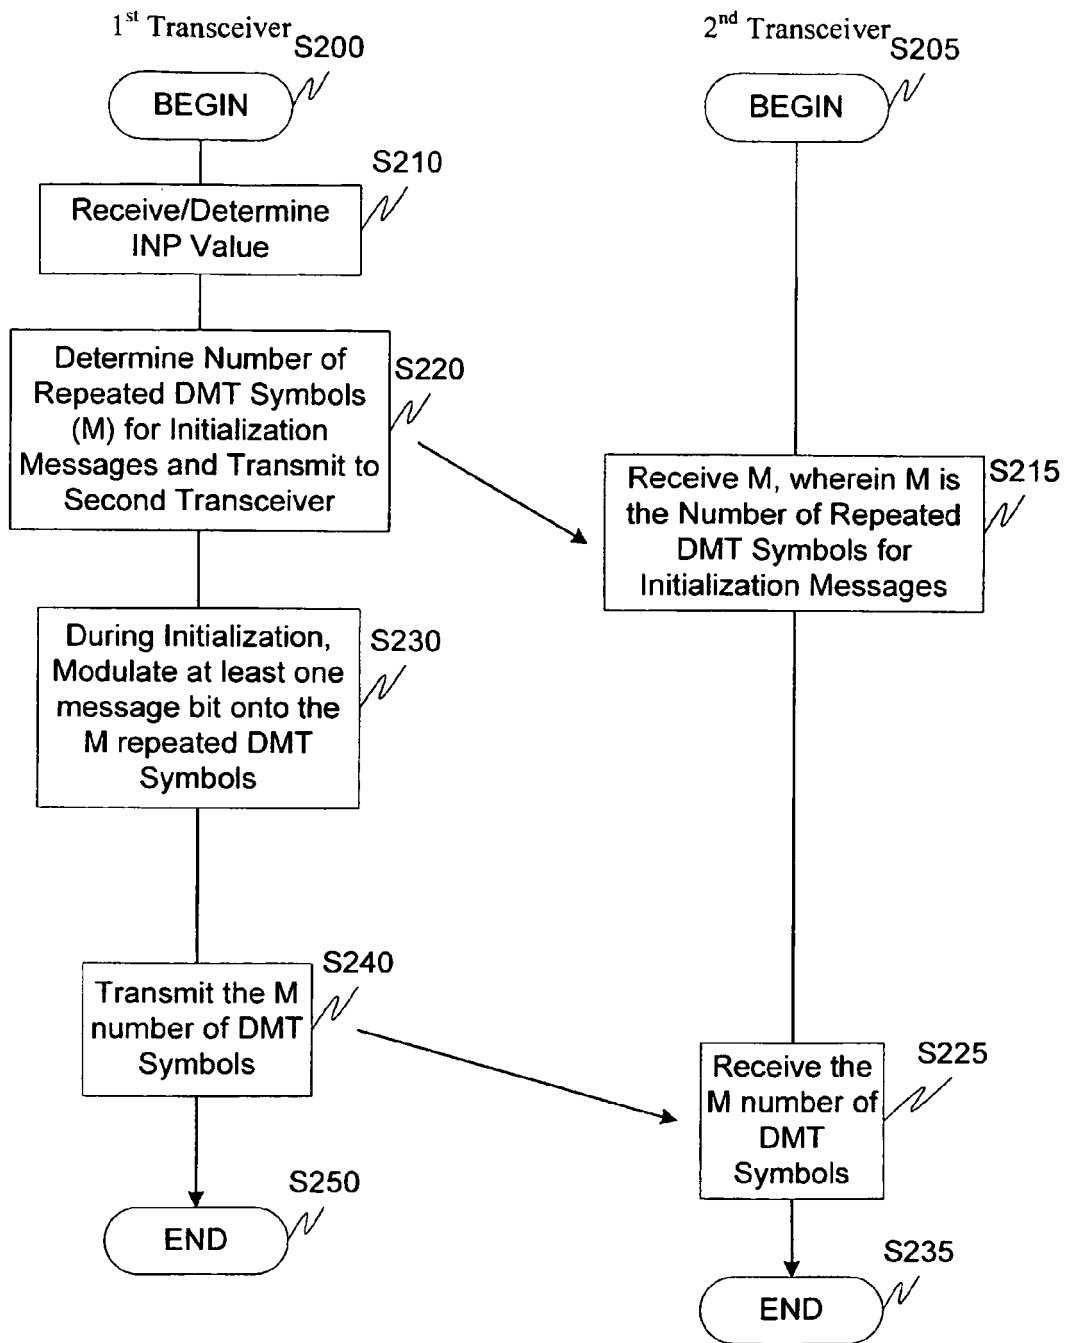 1st Transceiver
S200
BEGIN
S210
Receive/Determine
INP Value
Determine Number of
Repeated DMT Symbols
(M) for Initialization
Messages and Transmit to
Second Transceiver
S220
During Initialization,
Modulate at least one
message bit onto the
M repeated DMT
Symbols
S230
Transmit the M
number of DMT
Symbols
S240
S250
END
2nd Transceiver
S205
BEGIN
Receive M, wherein M is
the Number of Repeated
DMT Symbols for
Initialization Messages
S215
Receive the
M number of
DMT
Symbols
S225
S235
END